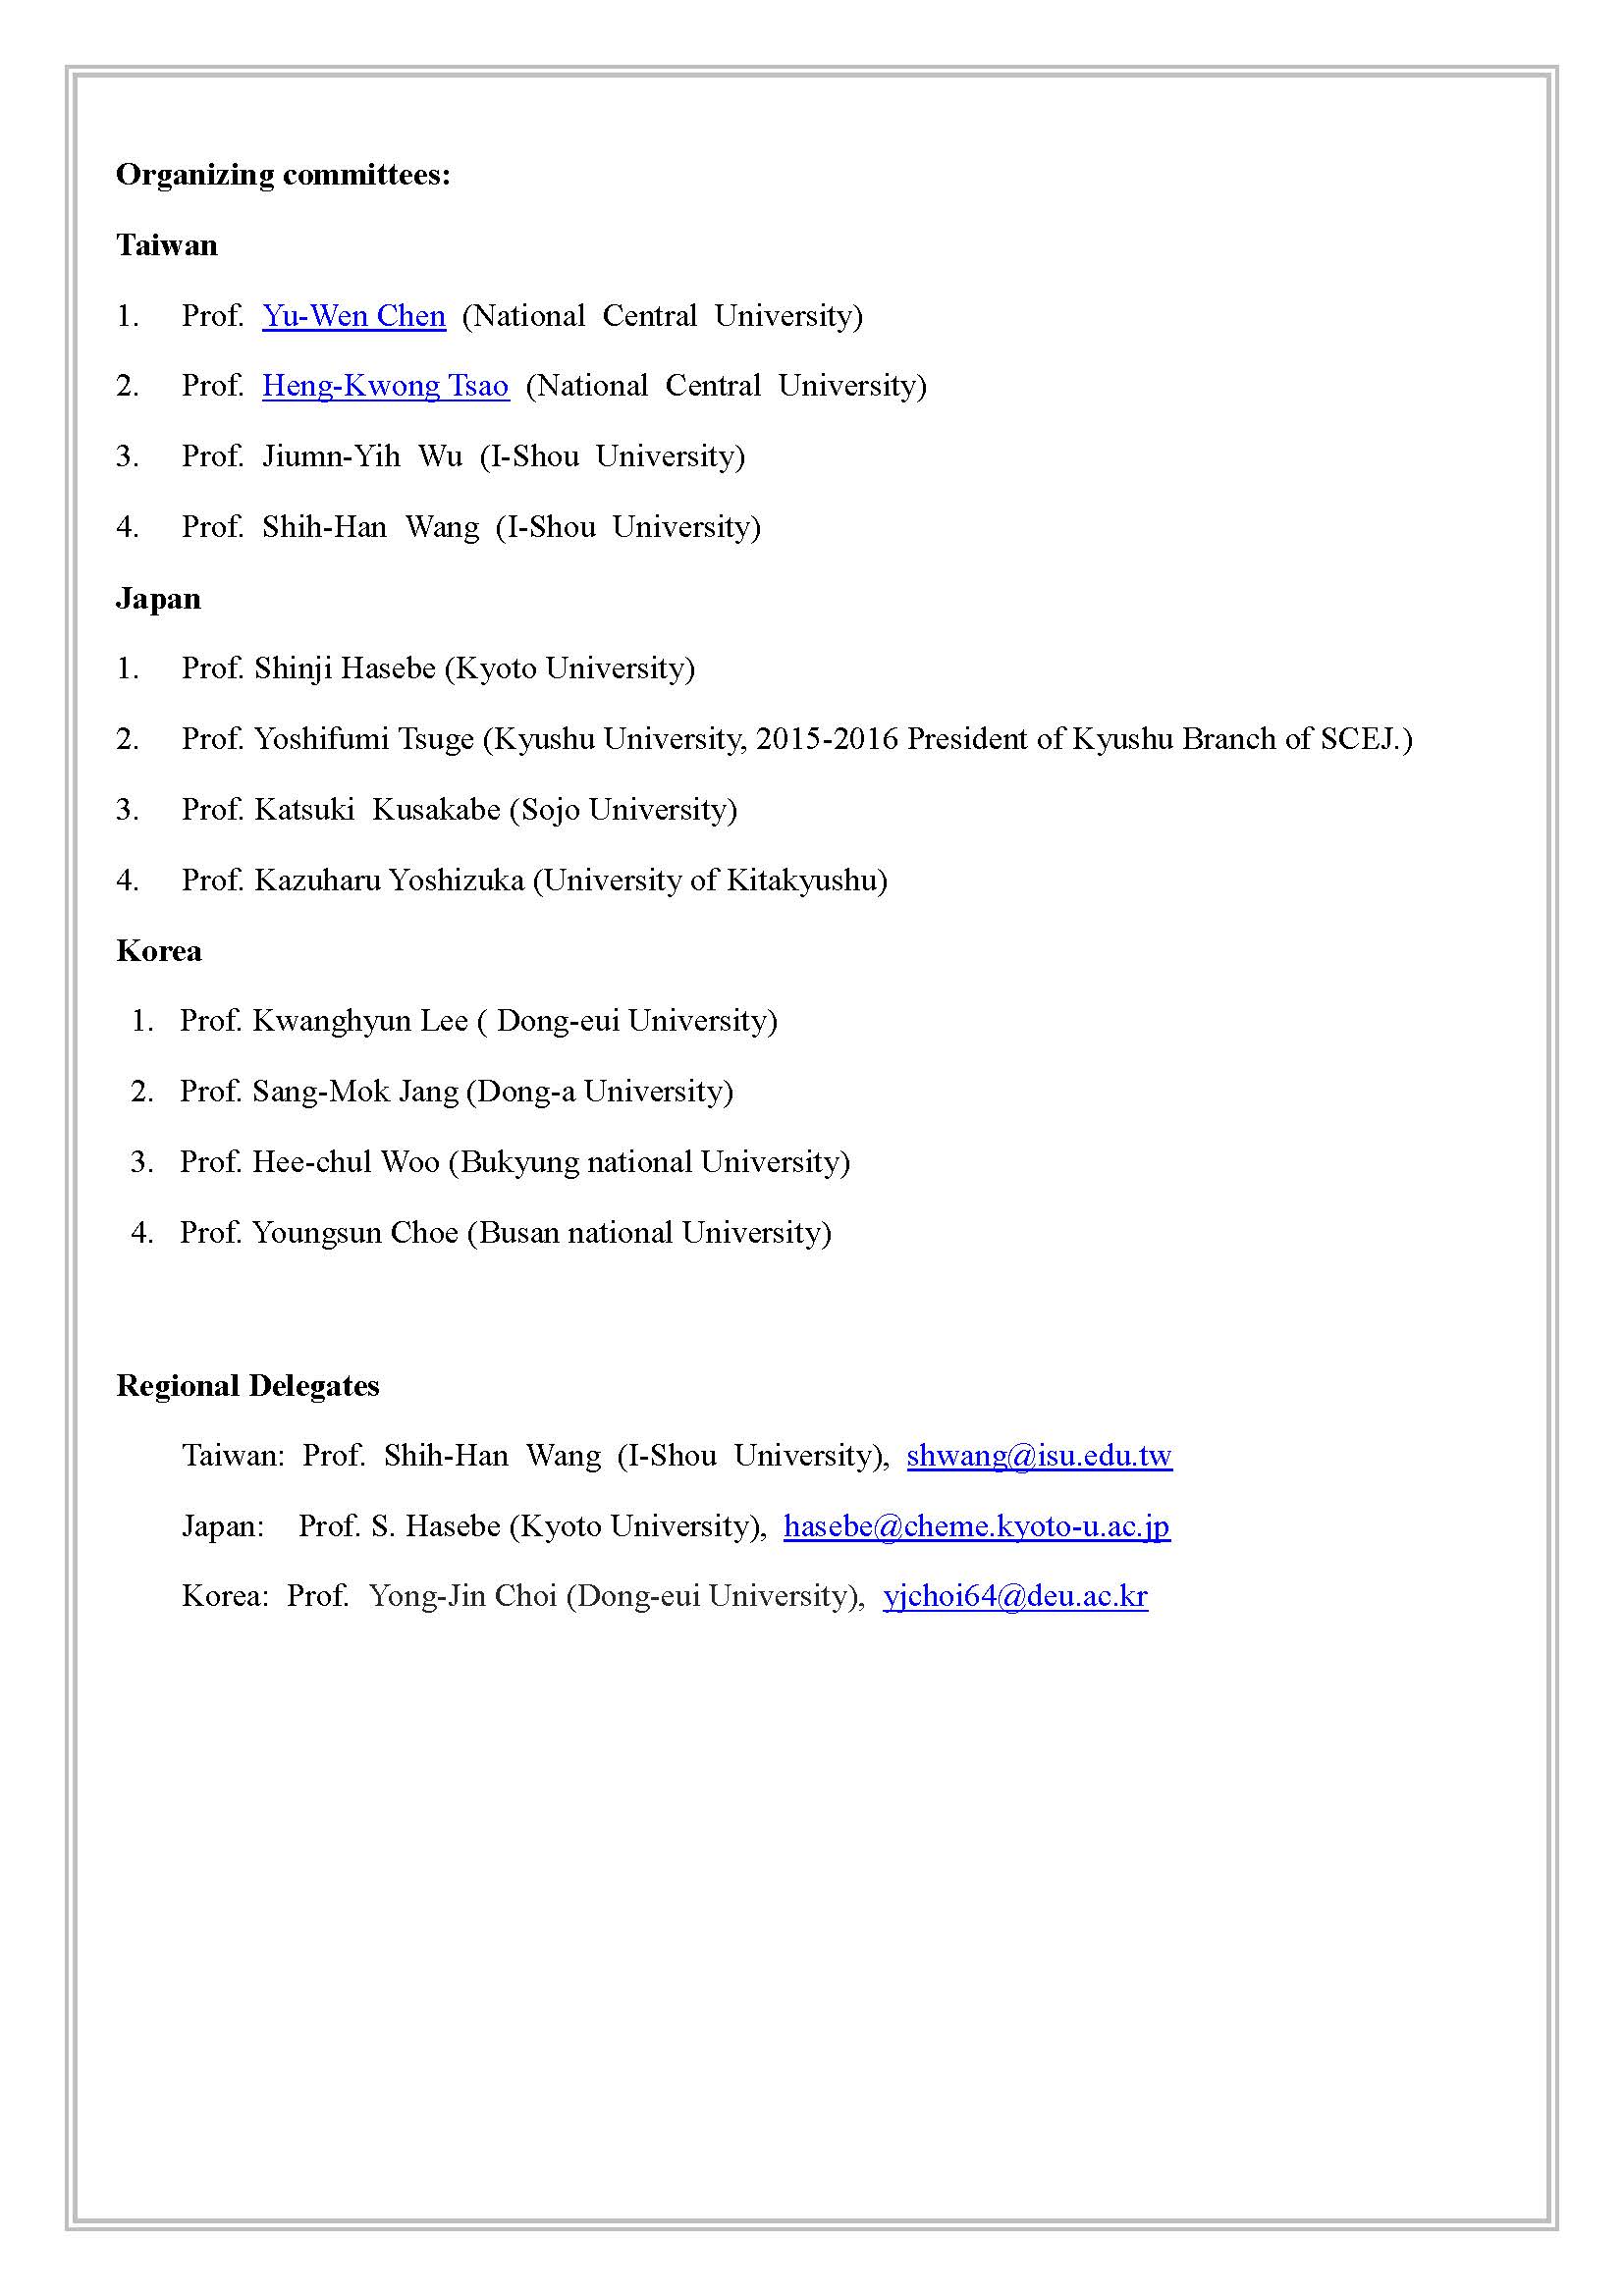 Organizing committees:
Taiwan
1. Prof. Yu-Wen Chen (National Central University)
2. Prof. Heng-Kwong Tsao (National Central University)
3. Prof. Jiumn-Yih Wu (I-Shou University)
4. Prof. Shih-Han Wang (I-Shou University)
Japan
1. Prof. Shinji Hasebe (Kyoto University)
2. Prof. Yoshifumi Tsuge (Kyushu University, 2015-2016 President of Kyushu Branch of SCEJ.)
3. Prof. Katsuki Kusakabe (Sojo University)
4. Prof. Kazuharu Yoshizuka (University of Kitakyushu)
Korea
1. Prof. Kwanghyun Lee ( Dong-eui University)
2. Prof. Sang-Mok Jang (Dong-a University)
3. Prof. Hee-chul Woo (Bukyung national University)
4. Prof. Youngsun Choe (Busan national University)
Regional Delegates
Taiwan: Prof. Shih-Han Wang (I-Shou University), shwang@isu.edu.tw
Japan: Prof. S. Hasebe (Kyoto University), hasebe@cheme.kyoto-u.ac.jp
Korea: Prof. Yong-Jin Choi (Dong-eui University), yjchoi64@deu.ac.kr